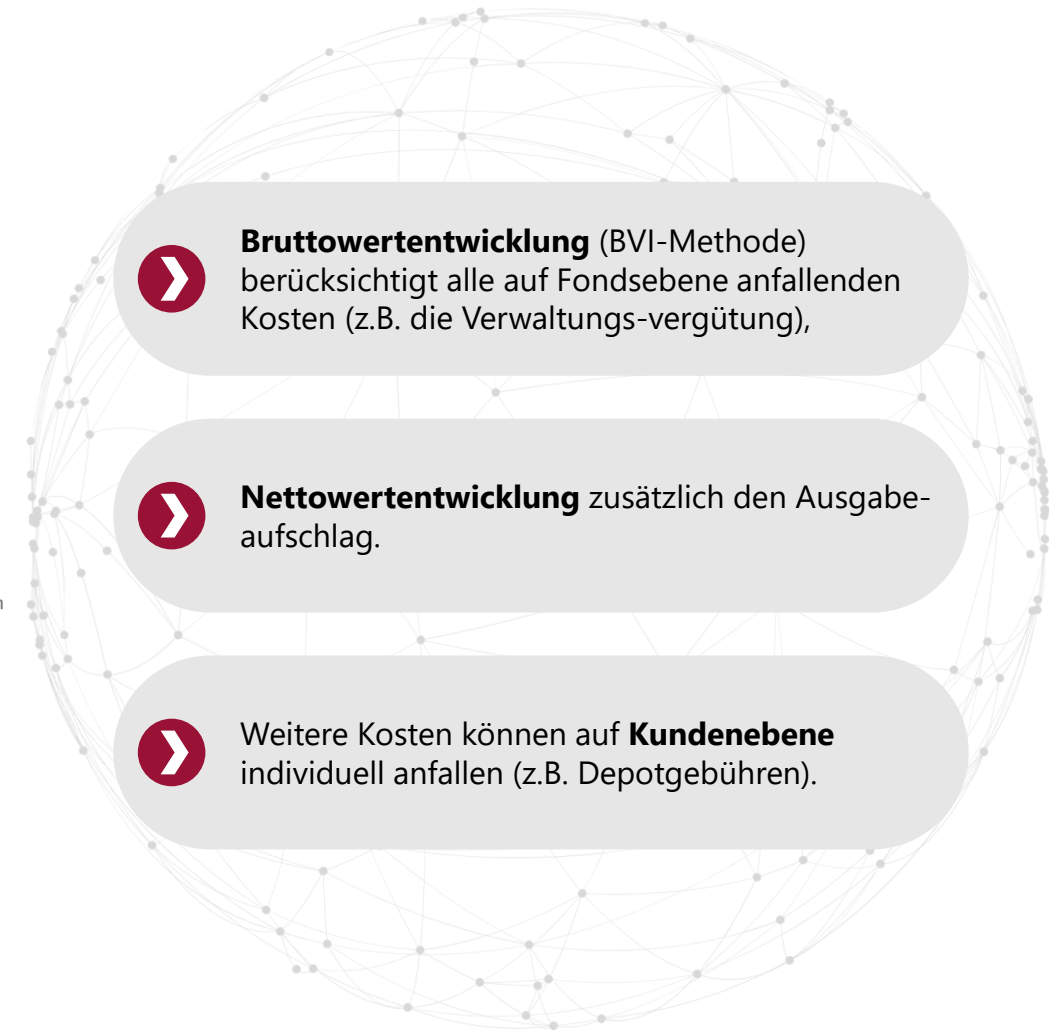 Bruttowertentwicklung (BVI-Methode)
berücksichtigt alle auf Fondsebene anfallenden
Kosten (z.B. die Verwaltungs-vergütung),
Nettowertentwicklung zusätzlich den Ausgabe-
aufschlag.
Weitere Kosten können auf Kundenebene
individuell anfallen (z.B. Depotgebühren).